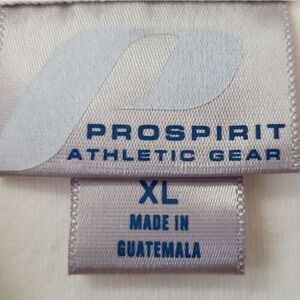 PROSPIRIT
ATHLETIC GEAR
XL
MADE IN
GUATEMALA